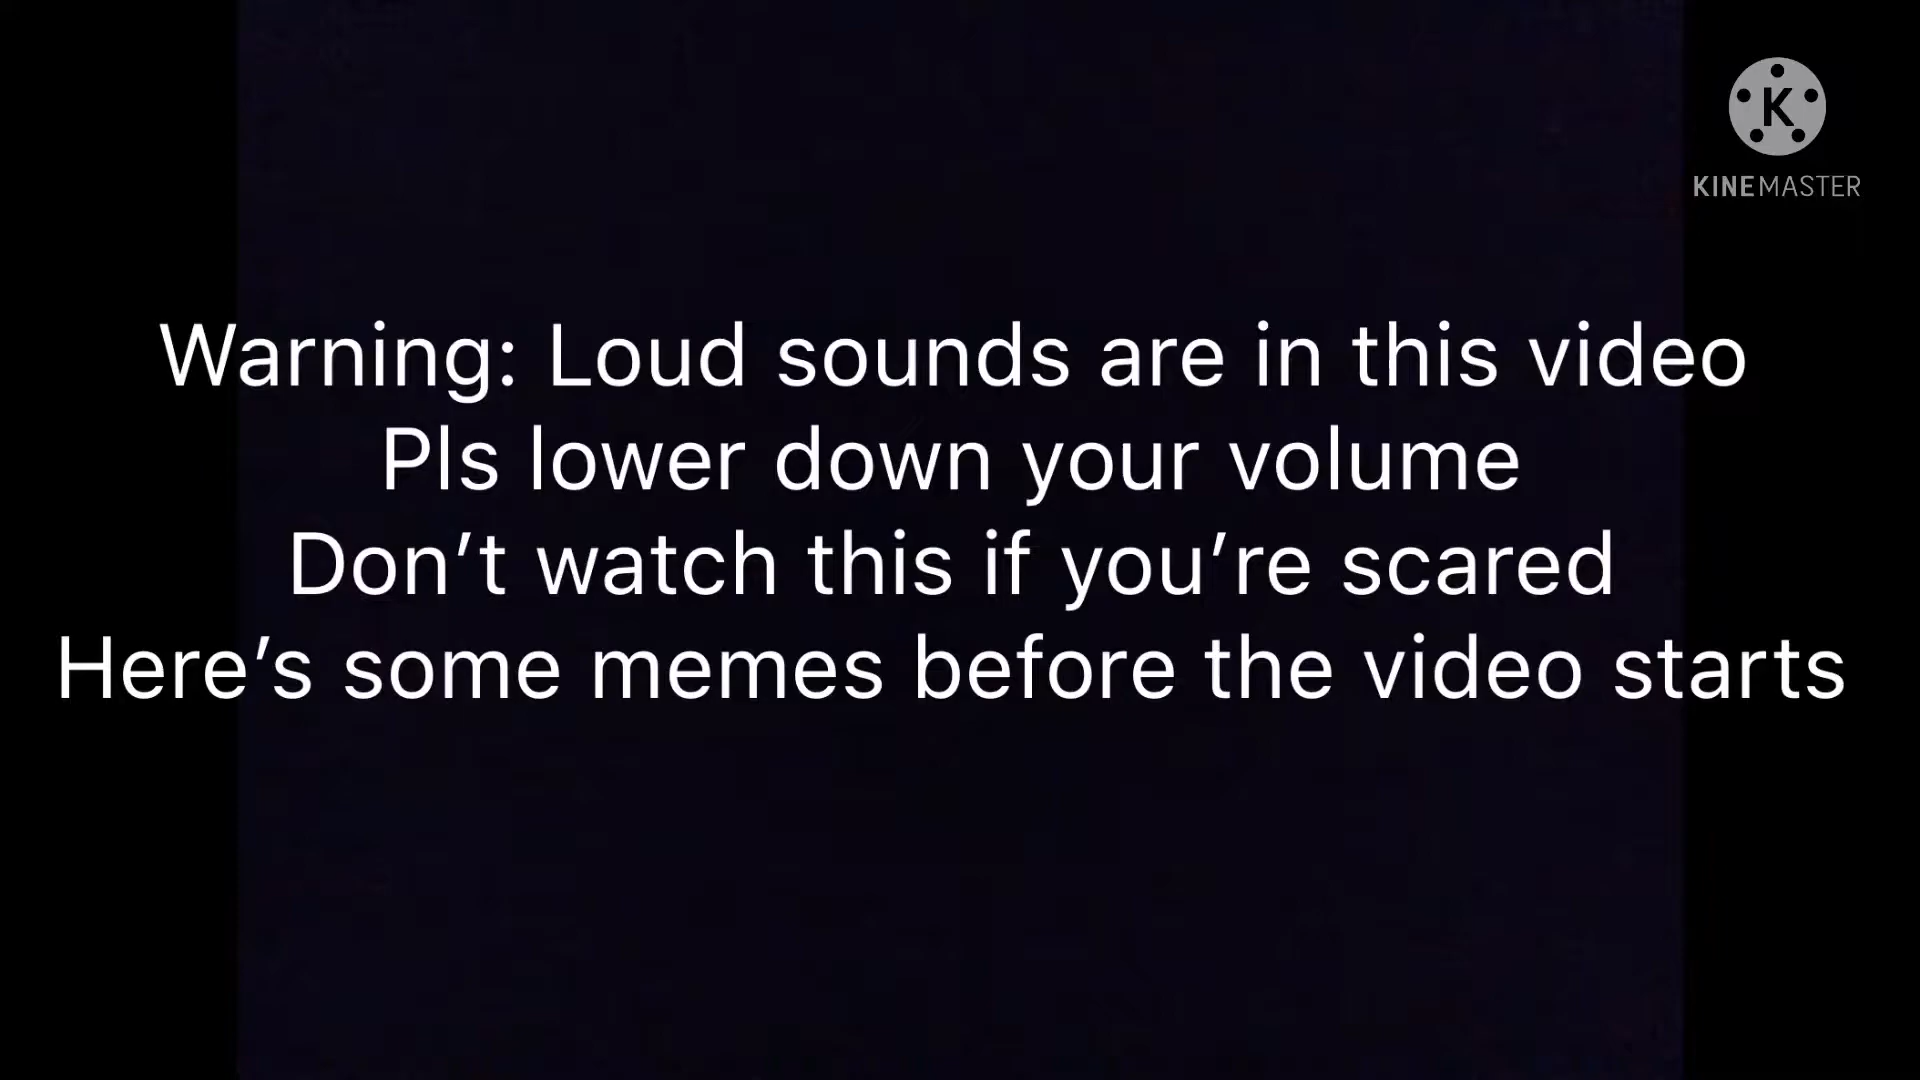 K
KINEMASTER
Warning: Loud sounds are in this video
Pls lower down your volume
Don’t watch this if you’re scared
Here’s some memes before the video starts